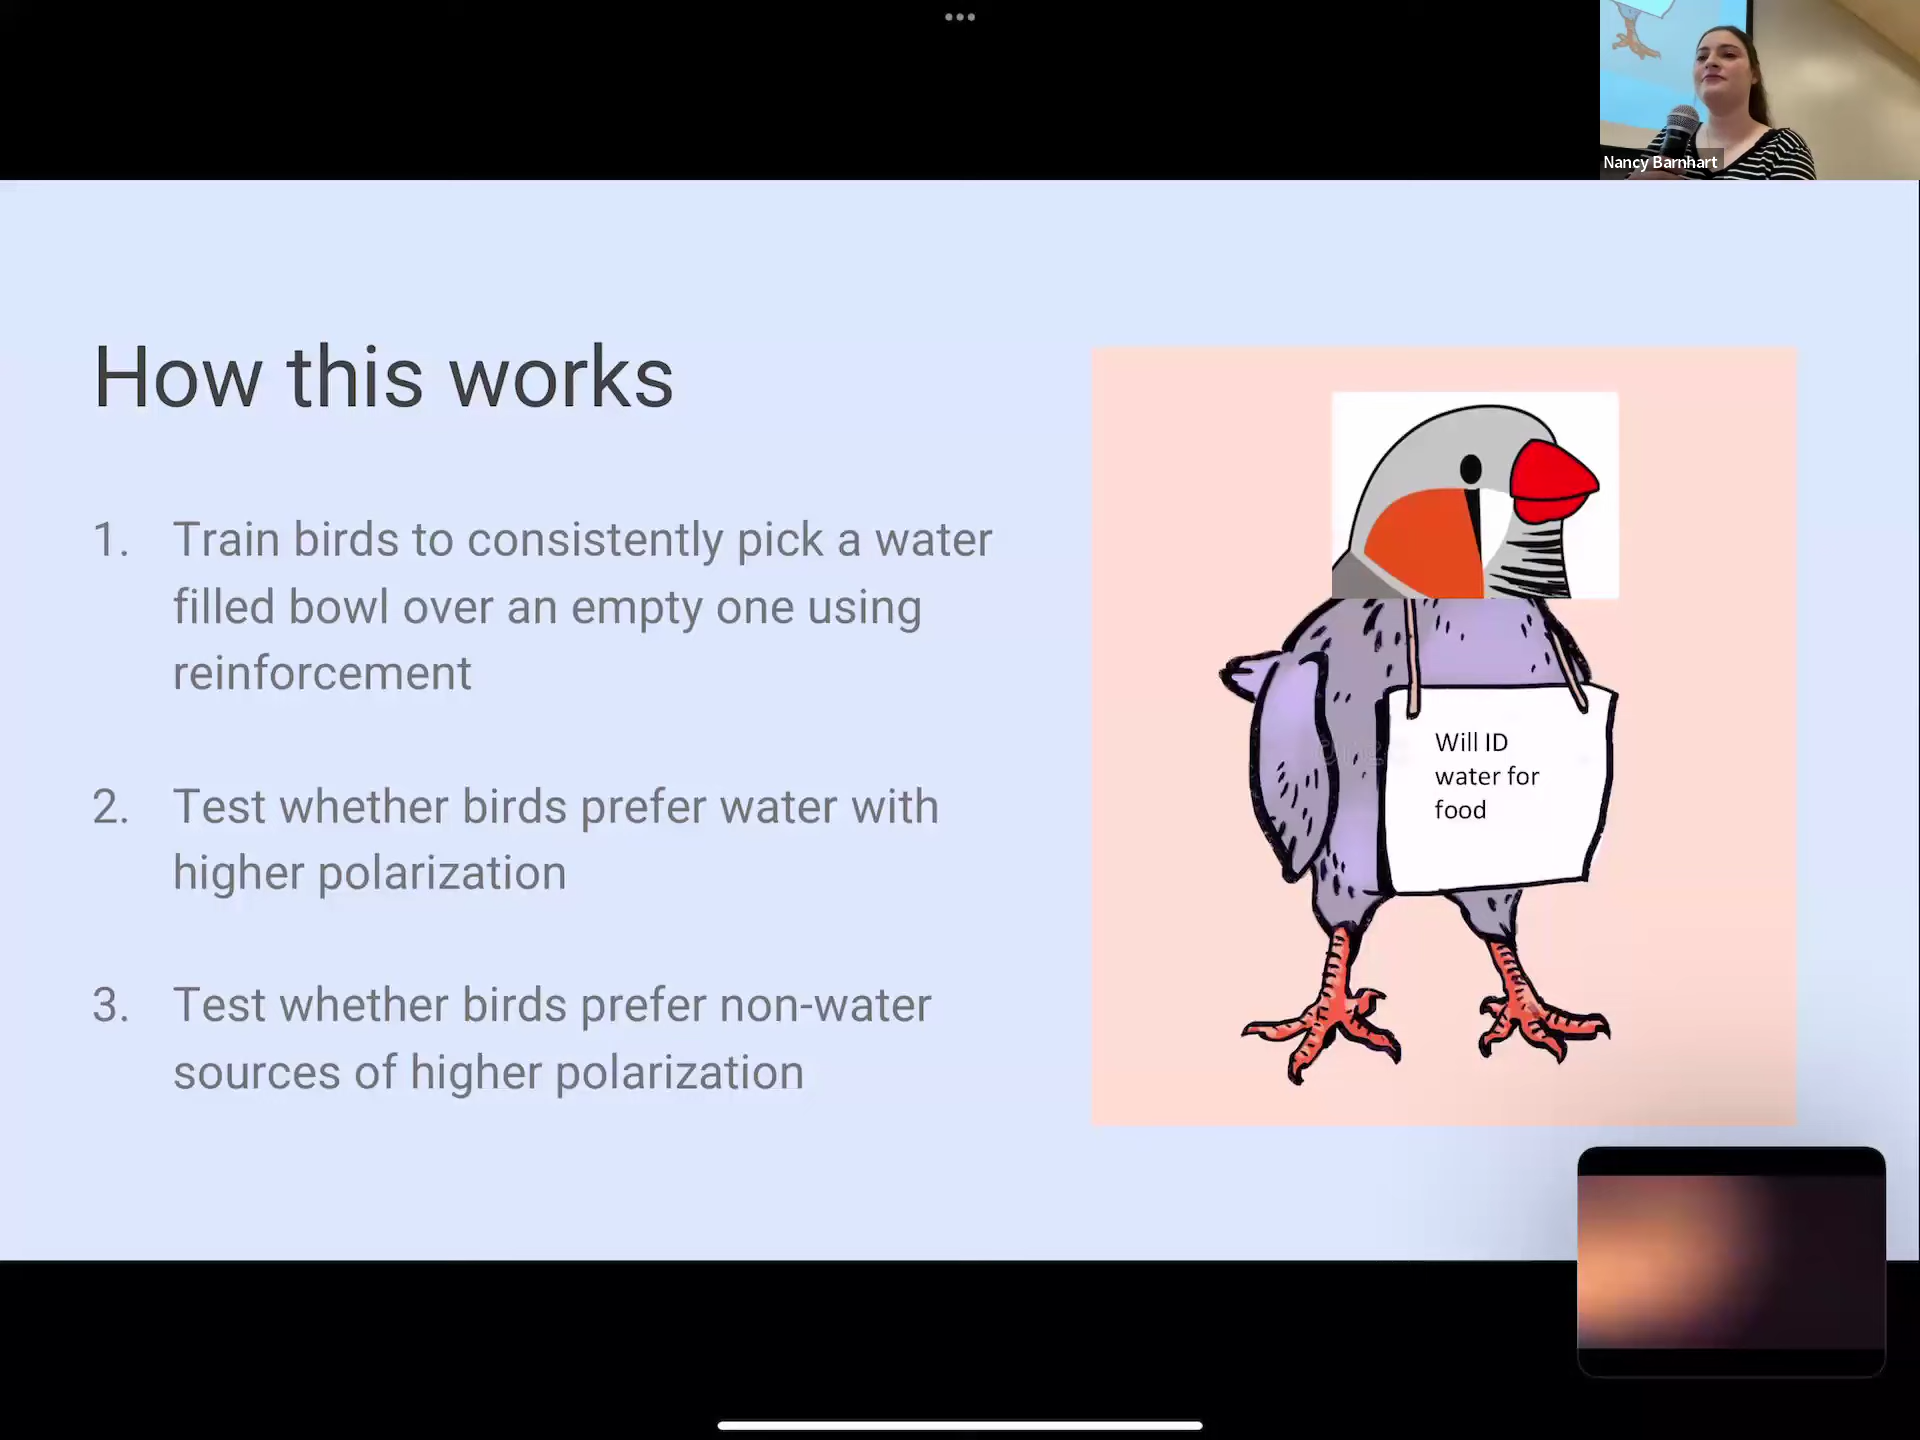 Nancy Barnhart
How this works
1. Train birds to consistently pick a water
filled bowl over an empty one using
reinforcement
2. Test whether birds prefer water with
higher polarization
3. Test whether birds prefer non-water
sources of higher polarization
Will ID
water for
food